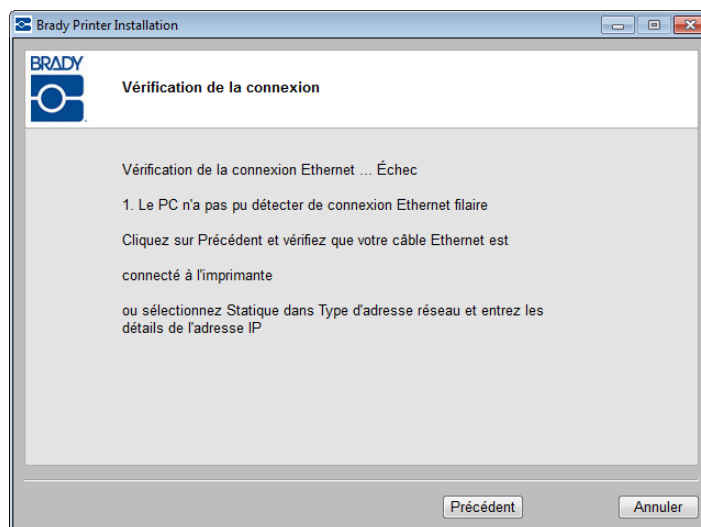 Brady Printer Installation
BRADY
Vérification de la connexion
Vérification de la connexion Ethernet ... Échec
1. Le PC n'a pas pu détecter de connexion Ethernet filaire
Cliquez sur Précédent et vérifiez que votre câble Ethernet est
connecté à l'imprimante
ou sélectionnez Statique dans Type d'adresse réseau et entrez les
détails de l'adresse IP
Précédent
Annuler